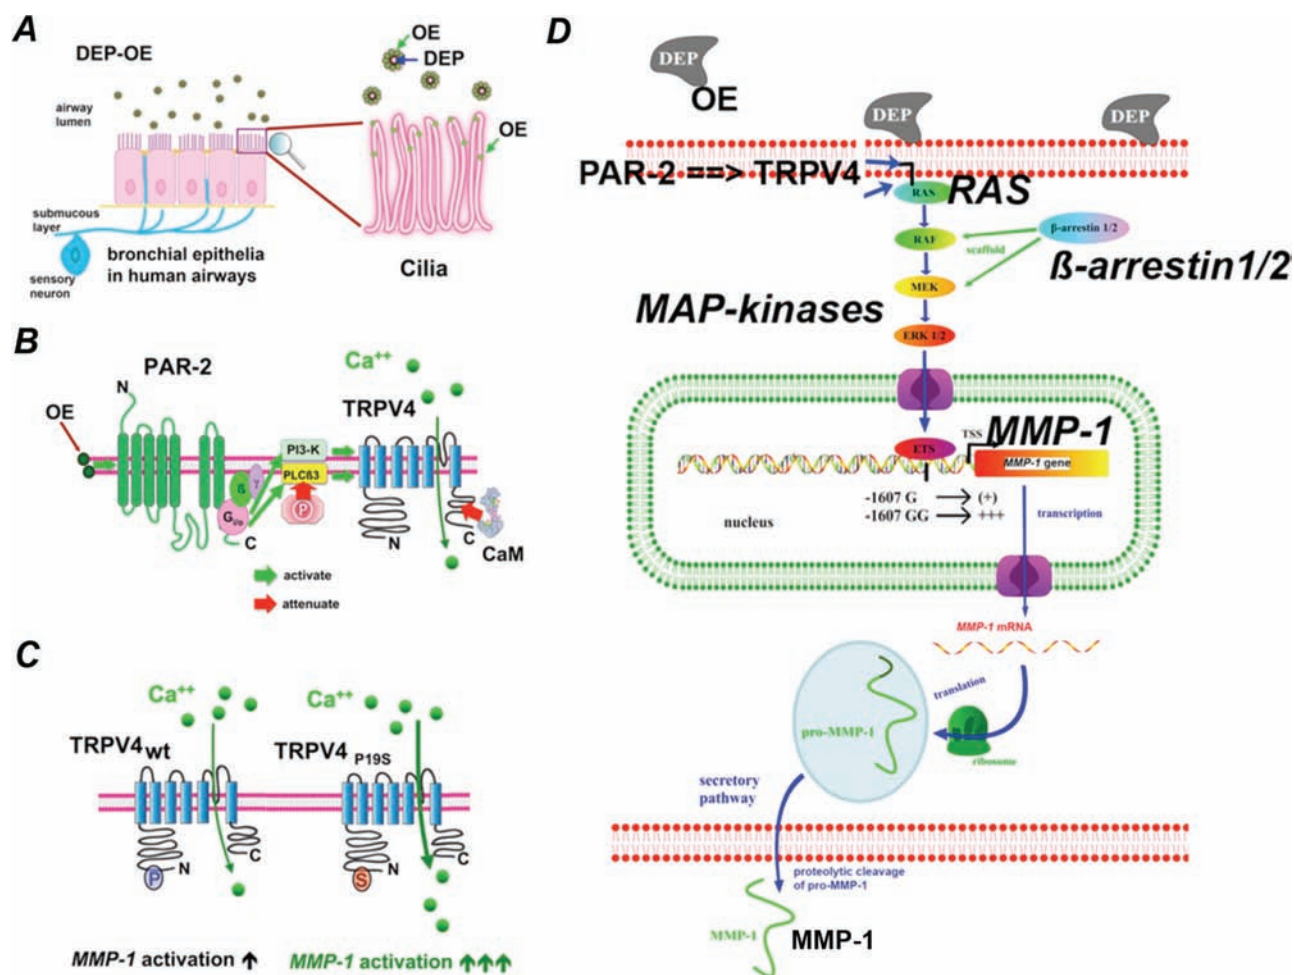 A
DEP-OE
airway
lumen
OE
DEP
OE
submucous
layer
sensory
neuron
bronchial epithelia
in human airways
Cilia
B
PAR-2
N
OE
Ca++
TRPV4
PI3-K
PLCß3
ß
γ
P
C
N
C
CaM
activate
attenuate
C
Ca++
Ca++
TRPV4wt
TRPV4 P19S
N
C
P
N
C
S
MMP-1 activation
MMP-1 activation
D
DEP
OE
DEP
DEP
PAR-2 ==> TRPV4
RAS
RAS
RAF
β-arrestin 1/2
scaffold
ß-arrestin1/2
MEK
MAP-kinases
ERK 1/2
ETS
TSS
MMP-1
MMP-1 gene
-1607 G (+)
-1607 GG +++
nucleus
transcription
MMP-1 mRNA
translation
pro-MMP-1
ribosome
secretory
pathway
proteolytic cleavage
of pro-MMP-1
MMP-1
MMP-1